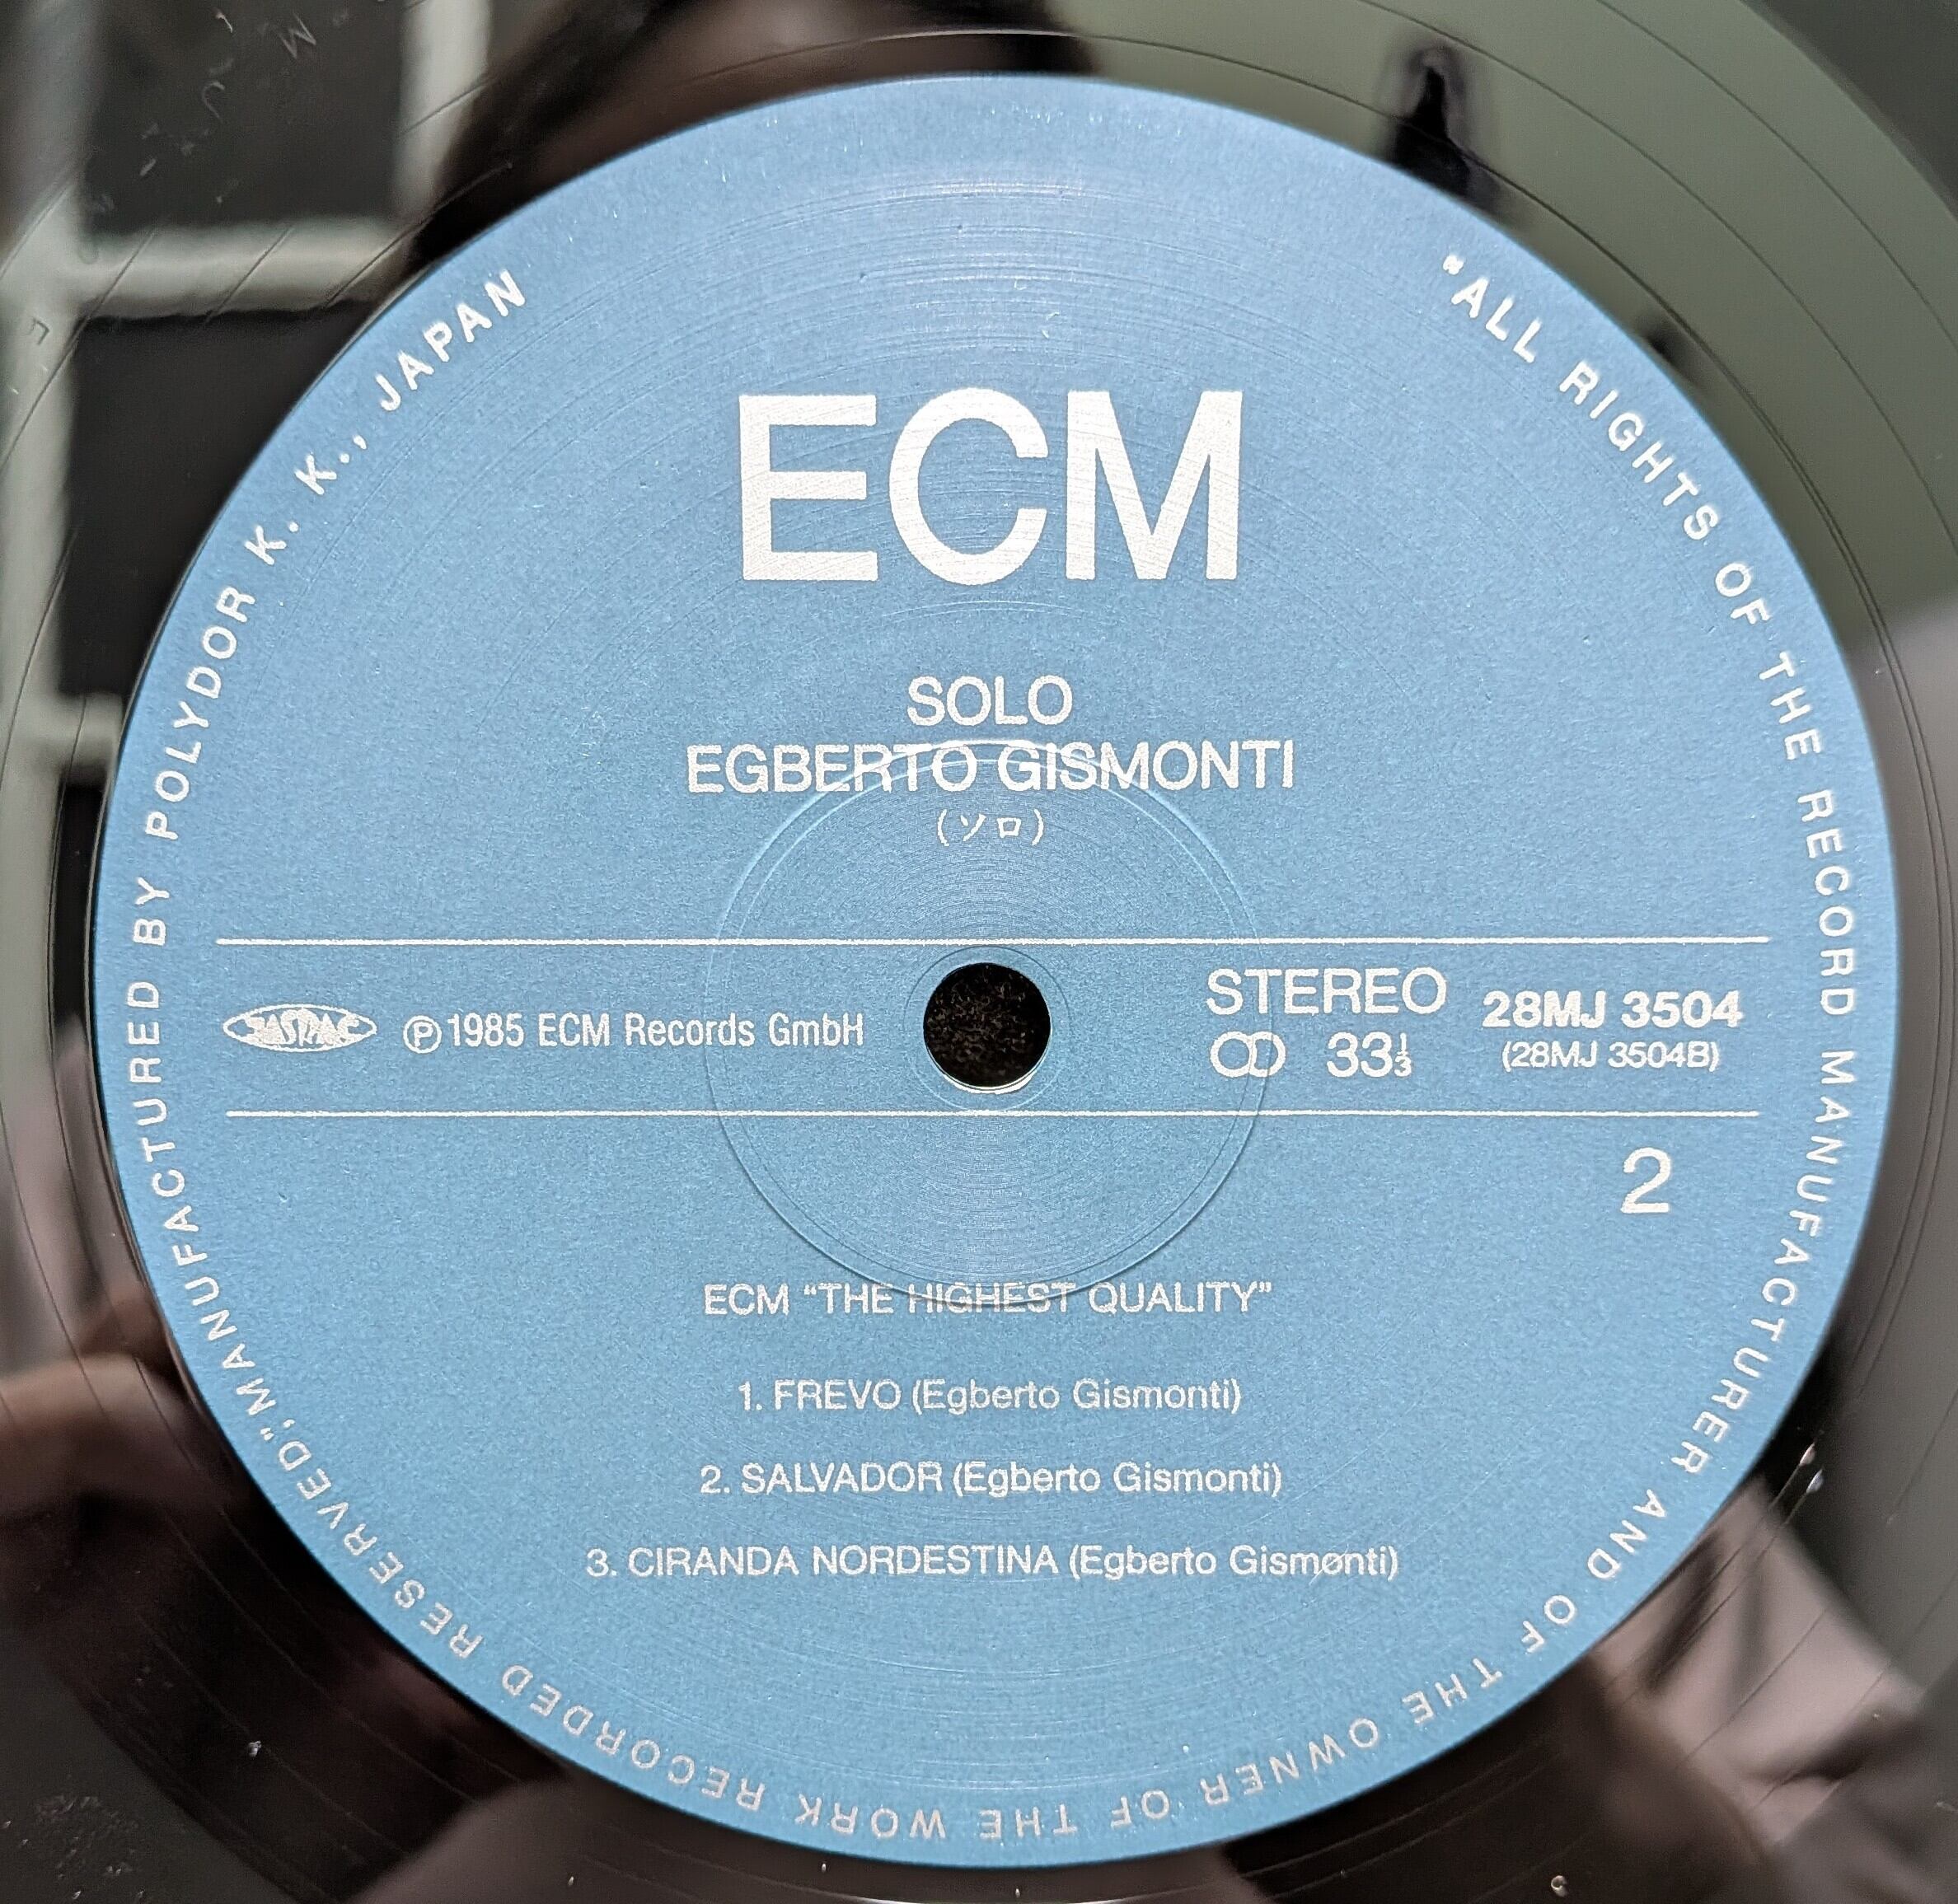 ECM
SOLO
EGBERTO GISMONTI
(ソロ)
JASRAC
Ⓟ1985 ECM Records GmbH
STEREO
33⅓
28MJ 3504
(28MJ 3504B)
2
ECM “THE HIGHEST QUALITY”
1. FREVO (Egberto Gismonti)
2. SALVADOR (Egberto Gismonti)
3. CIRANDA NORDESTINA (Egberto Gismonti)
"ALL RIGHTS OF THE RECORD MANUFACTURER AND OF THE OWNER OF THE WORK RECORDED RESERVED," MANUFACTURED BY POLYDOR K. K., JAPAN